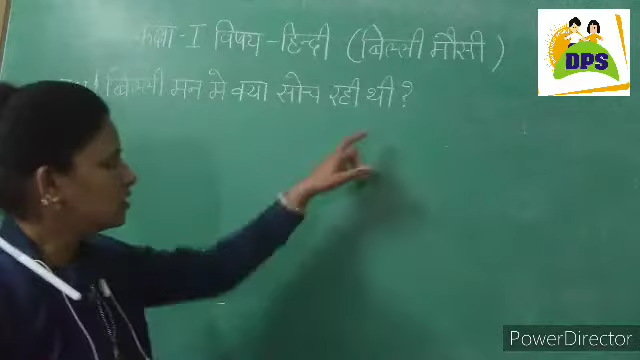 कक्षा - I विषय - हिन्दी (बिल्ली मौसी)
बिल्ली मन मे क्या सोच रही थी ?
DPS
PowerDirector